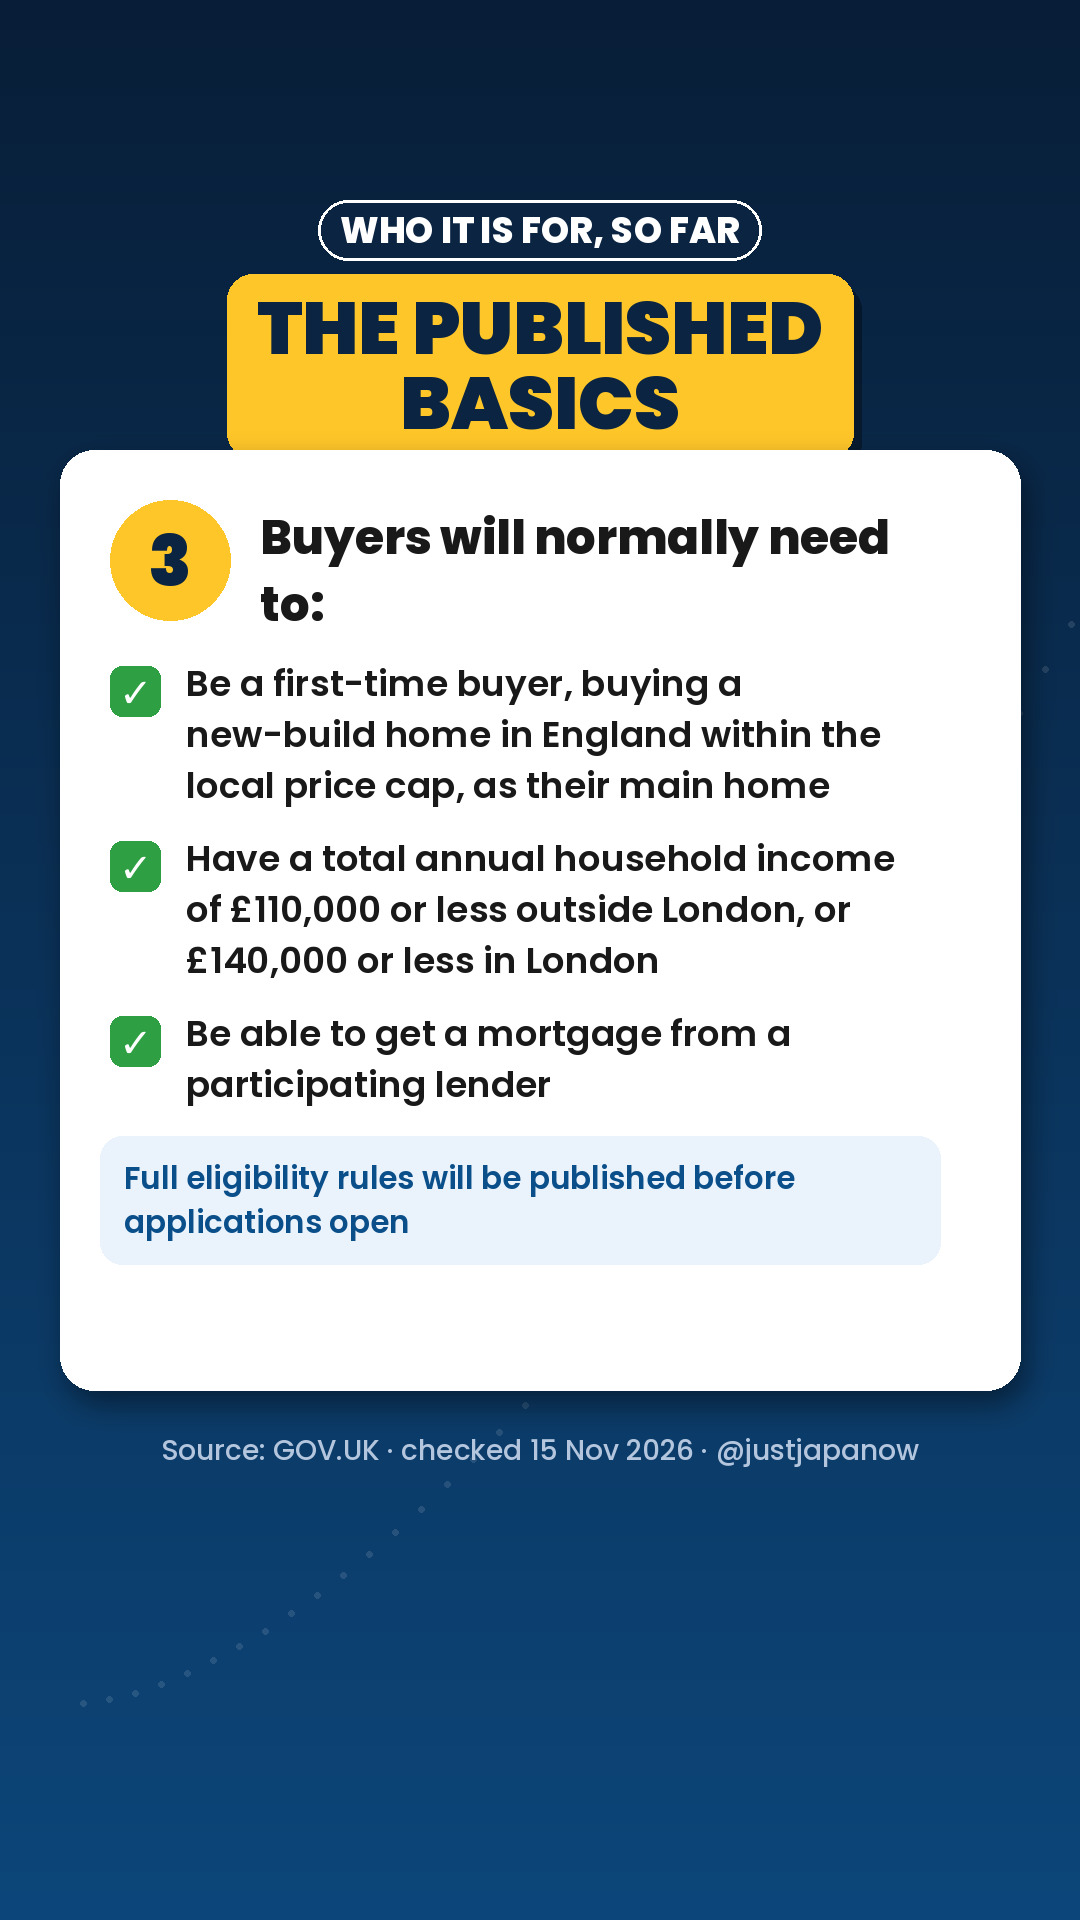 WHO IT IS FOR, SO FAR
THE PUBLISHED
BASICS
3
Buyers will normally need
to:
✓ Be a first-time buyer, buying a
new-build home in England within the
local price cap, as their main home
✓ Have a total annual household income
of £110,000 or less outside London, or
£140,000 or less in London
✓ Be able to get a mortgage from a
participating lender
Full eligibility rules will be published before
applications open
Source: GOV.UK · checked 15 Nov 2026 · @justjapanow